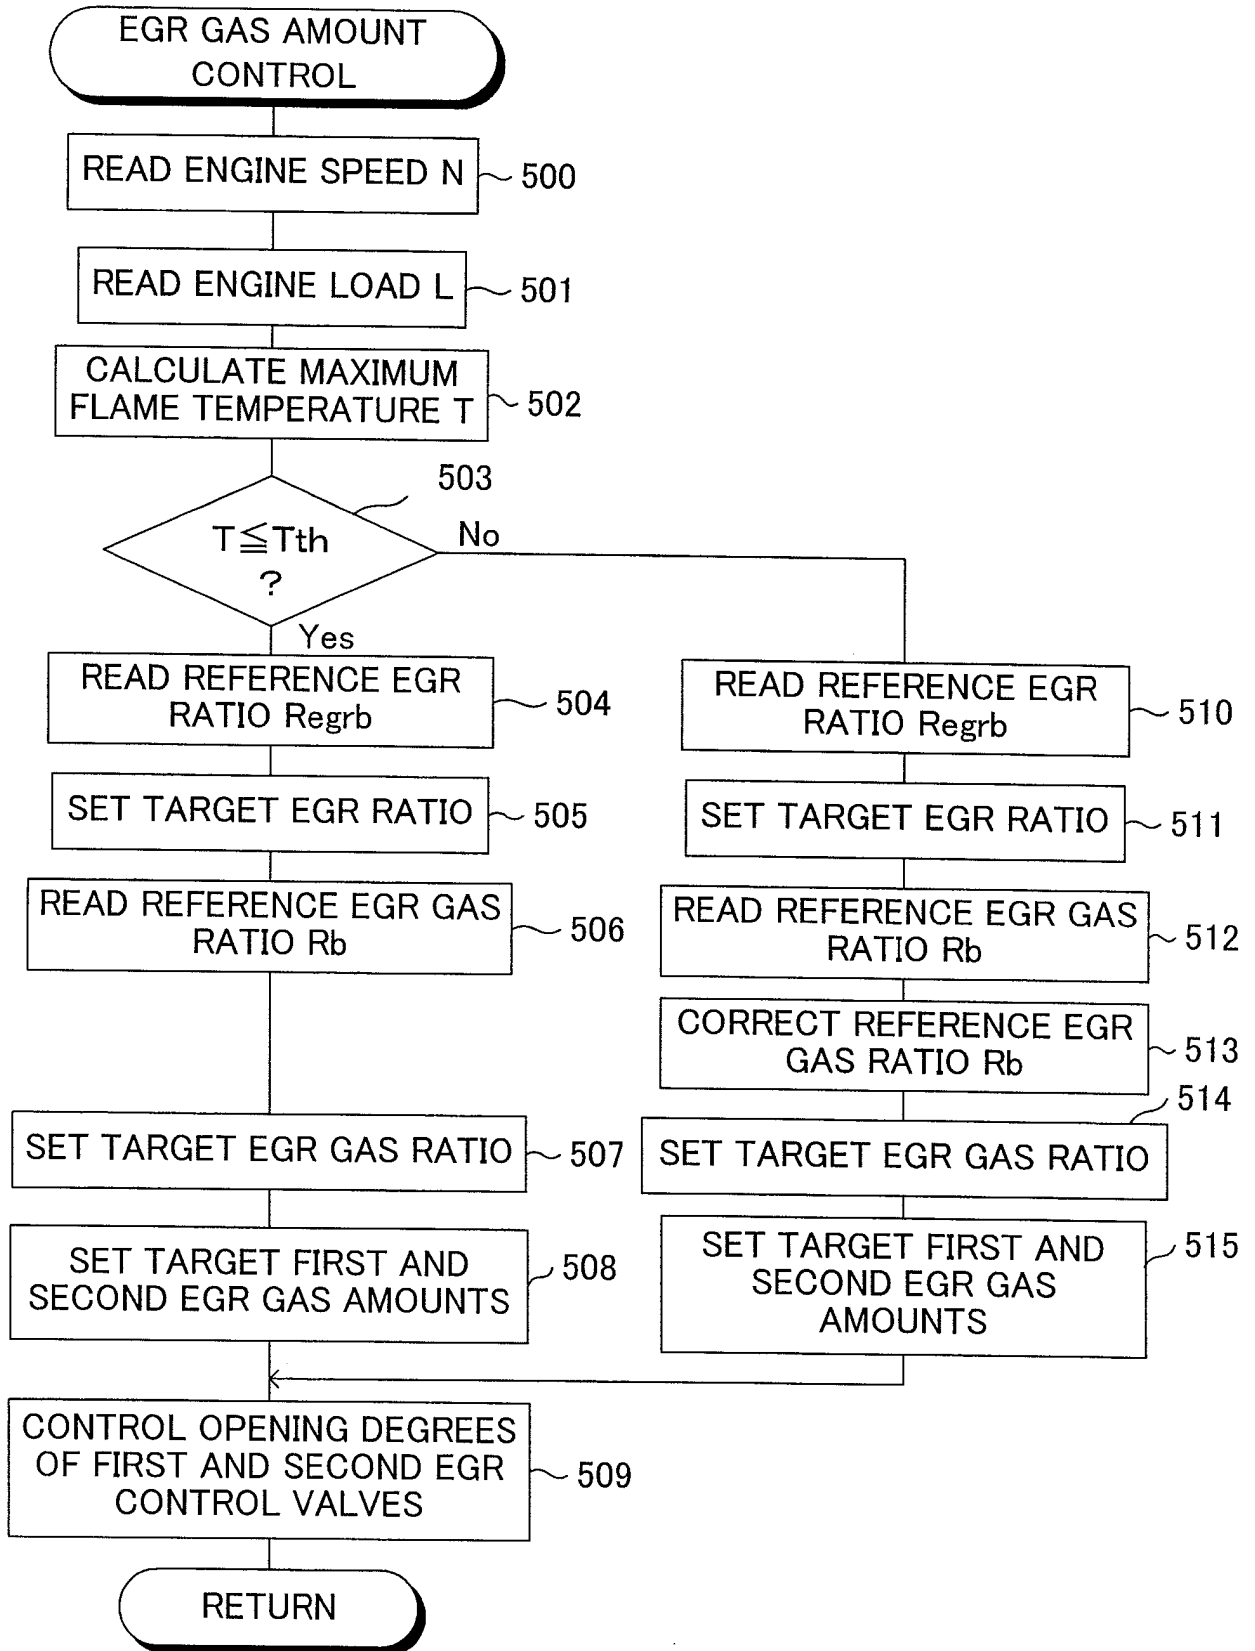 EGR GAS AMOUNT
CONTROL
READ ENGINE SPEED N
500
READ ENGINE LOAD L
501
CALCULATE MAXIMUM
FLAME TEMPERATURE T
502
503
T≦Tth
?
No
Yes
READ REFERENCE EGR
RATIO Regrb
504
SET TARGET EGR RATIO
505
READ REFERENCE EGR GAS
RATIO Rb
506
SET TARGET EGR GAS RATIO
507
SET TARGET FIRST AND
SECOND EGR GAS AMOUNTS
508
READ REFERENCE EGR
RATIO Regrb
510
SET TARGET EGR RATIO
511
READ REFERENCE EGR GAS
RATIO Rb
512
CORRECT REFERENCE EGR
GAS RATIO Rb
513
514
SET TARGET EGR GAS RATIO
SET TARGET FIRST AND
SECOND EGR GAS
AMOUNTS
515
CONTROL OPENING DEGREES
OF FIRST AND SECOND EGR
CONTROL VALVES
509
RETURN